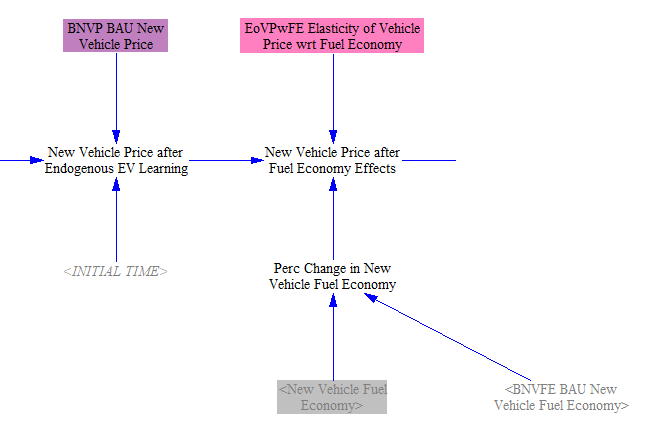 BNVP BAU New
Vehicle Price
EoVPwFE Elasticity of Vehicle
Price wrt Fuel Economy
New Vehicle Price after
Endogenous EV Learning
New Vehicle Price after
Fuel Economy Effects
<INITIAL TIME>
Perc Change in New
Vehicle Fuel Economy
<New Vehicle Fuel
Economy>
<BNVFE BAU New
Vehicle Fuel Economy>